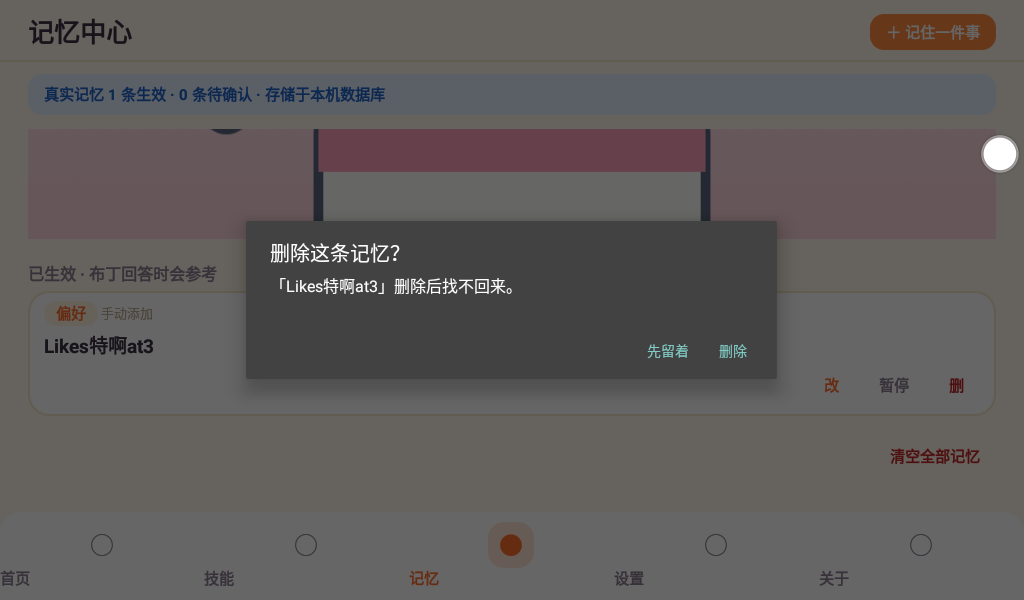 记忆中心
＋ 记住一件事
真实记忆 1 条生效 · 0 条待确认 · 存储于本机数据库
删除这条记忆？
「Likes特啊at3」删除后找不回来。
先留着 删除
已生效 · 布丁回答时会参考
偏好 手动添加
Likes特啊at3
改 暂停 删
清空全部记忆
首页 技能 记忆 设置 关于